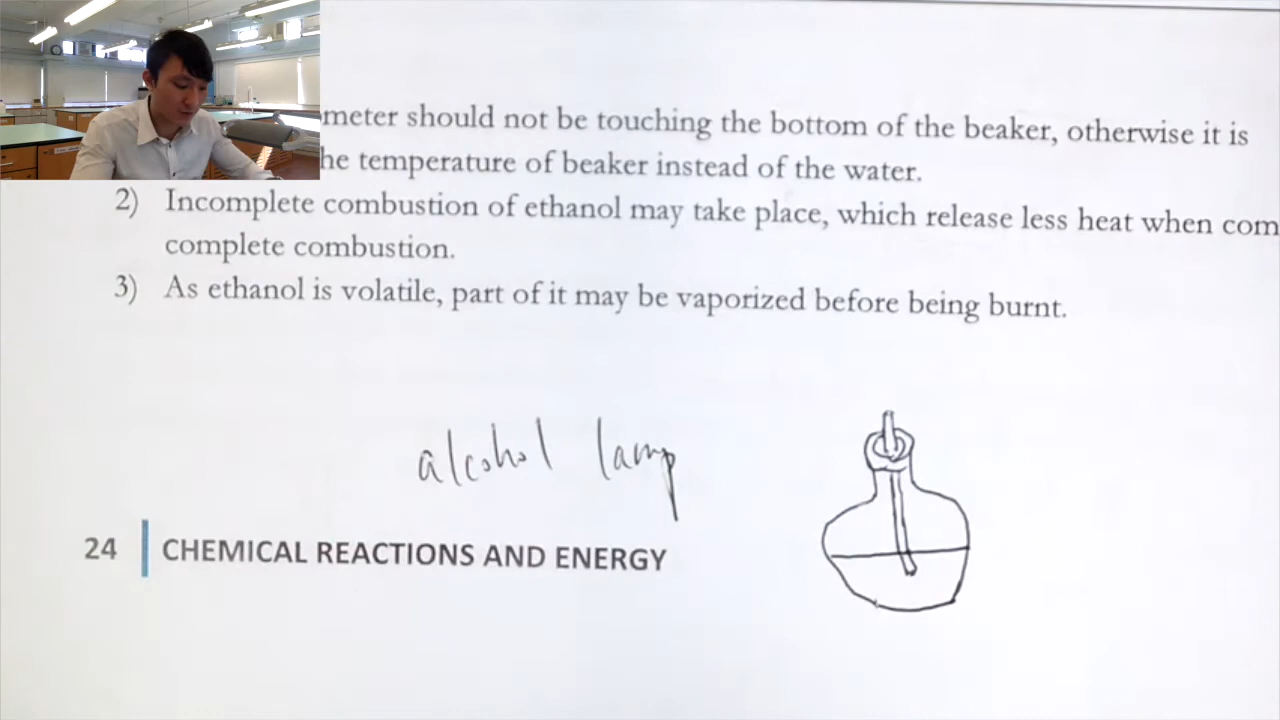 meter should not be touching the bottom of the beaker, otherwise it is
he temperature of beaker instead of the water.
2) Incomplete combustion of ethanol may take place, which release less heat when com
complete combustion.
3) As ethanol is volatile, part of it may be vaporized before being burnt.
alcohol lamp
24 CHEMICAL REACTIONS AND ENERGY